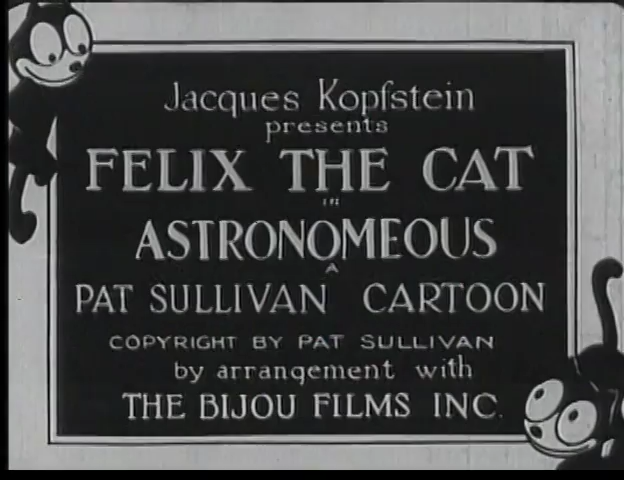 Jacques Kopfstein
presents
FELIX THE CAT
in
ASTRONOMEOUS
A
PAT SULLIVAN CARTOON
COPYRIGHT BY PAT SULLIVAN
by arrangement with
THE BIJOU FILMS INC.